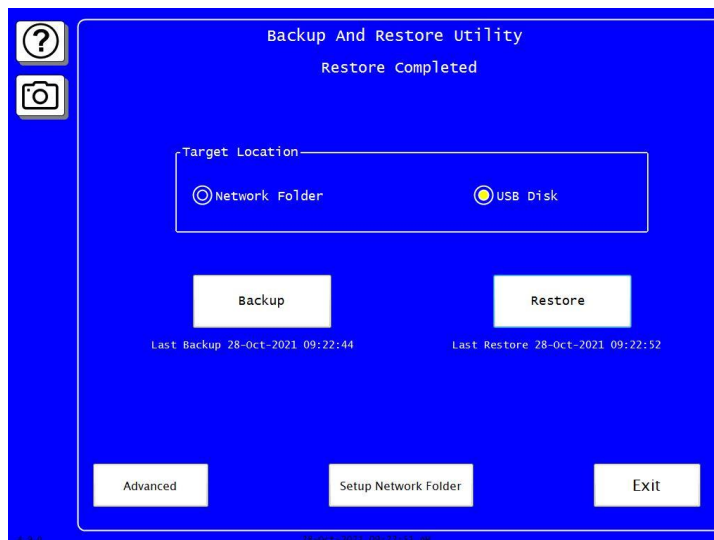 ?
Backup And Restore Utility
Restore Completed
Target Location
Network Folder
USB Disk
Backup
Restore
Last Backup 28-Oct-2021 09:22:44
Last Restore 28-Oct-2021 09:22:52
Advanced
Setup Network Folder
Exit